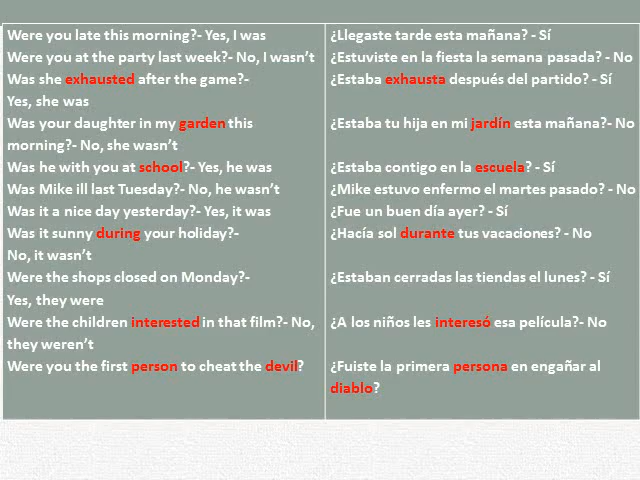 Were you late this morning?- Yes, I was
Were you at the party last week?- No, I wasn't
Was she exhausted after the game?-
Yes, she was
Was your daughter in my garden this
morning?- No, she wasn't
Was he with you at school?- Yes, he was
Was Mike ill last Tuesday?- No, he wasn't
Was it a nice day yesterday?- Yes, it was
Was it sunny during your holiday?-
No, it wasn't
Were the shops closed on Monday?-
Yes, they were
Were the children interested in that film?- No,
they weren't
Were you the first person to cheat the devil?
¿Llegaste tarde esta mañana? - Sí
¿Estuviste en la fiesta la semana pasada? - No
¿Estaba exhausta después del partido? - Sí
¿Estaba tu hija en mi jardín esta mañana?- No
¿Estaba contigo en la escuela? - Sí
¿Mike estuvo enfermo el martes pasado? - No
¿Fue un buen día ayer? - Sí
¿Hacía sol durante tus vacaciones? - No
¿Estaban cerradas las tiendas el lunes? - Sí
¿A los niños les interesó esa película?- No
¿Fuiste la primera persona en engañar al
diablo?